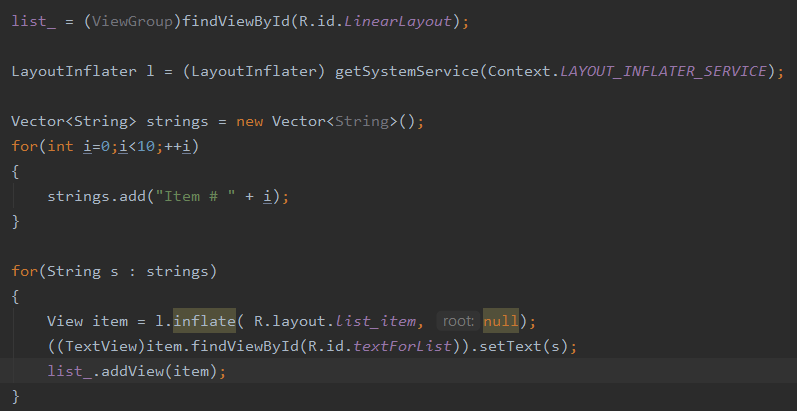 list_ = (ViewGroup)findViewById(R.id.LinearLayout);
LayoutInflater l = (LayoutInflater) getSystemService(Context.LAYOUT_INFLATER_SERVICE);
Vector<String> strings = new Vector<String>();
for(int i=0;i<10;++i)
{
    strings.add("Item # " + i);
}
for(String s : strings)
{
    View item = l.inflate( R.layout.list_item, root: null);
    ((TextView)item.findViewById(R.id.textForList)).setText(s);
    list_.addView(item);
}